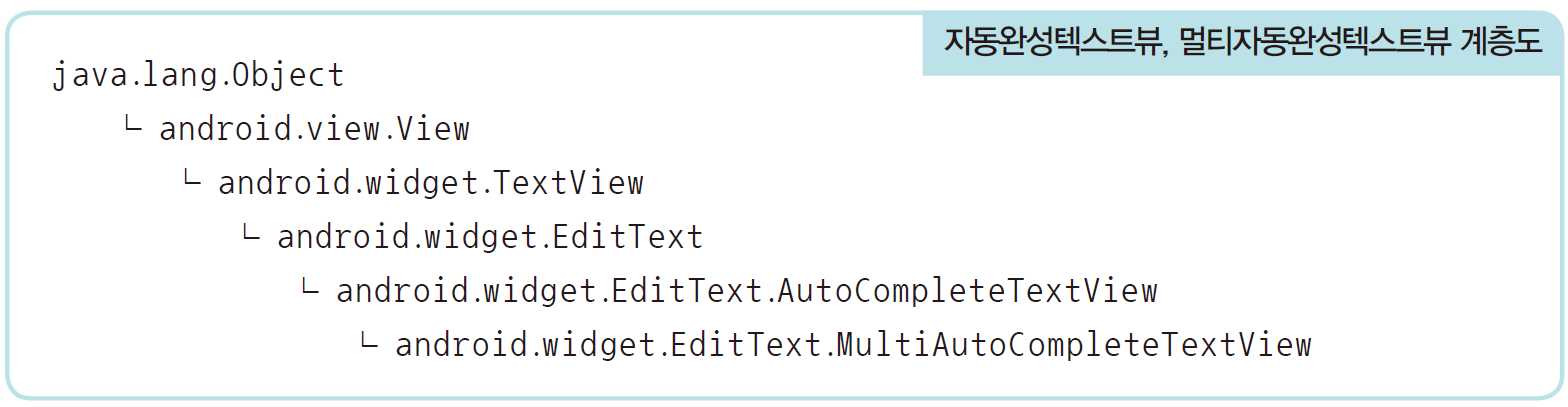 자동완성텍스트뷰, 멀티자동완성텍스트뷰 계층도
java.lang.Object
└ android.view.View
└ android.widget.TextView
└ android.widget.EditText
└ android.widget.EditText.AutoCompleteTextView
└ android.widget.EditText.MultiAutoCompleteTextView